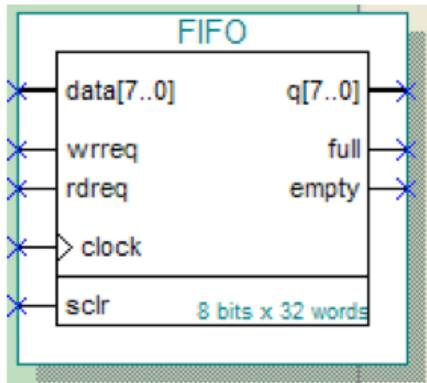 FIFO
data[7..0] q[7..0]
wrreq full
rdreq empty
clock
sclr 8 bits x 32 words